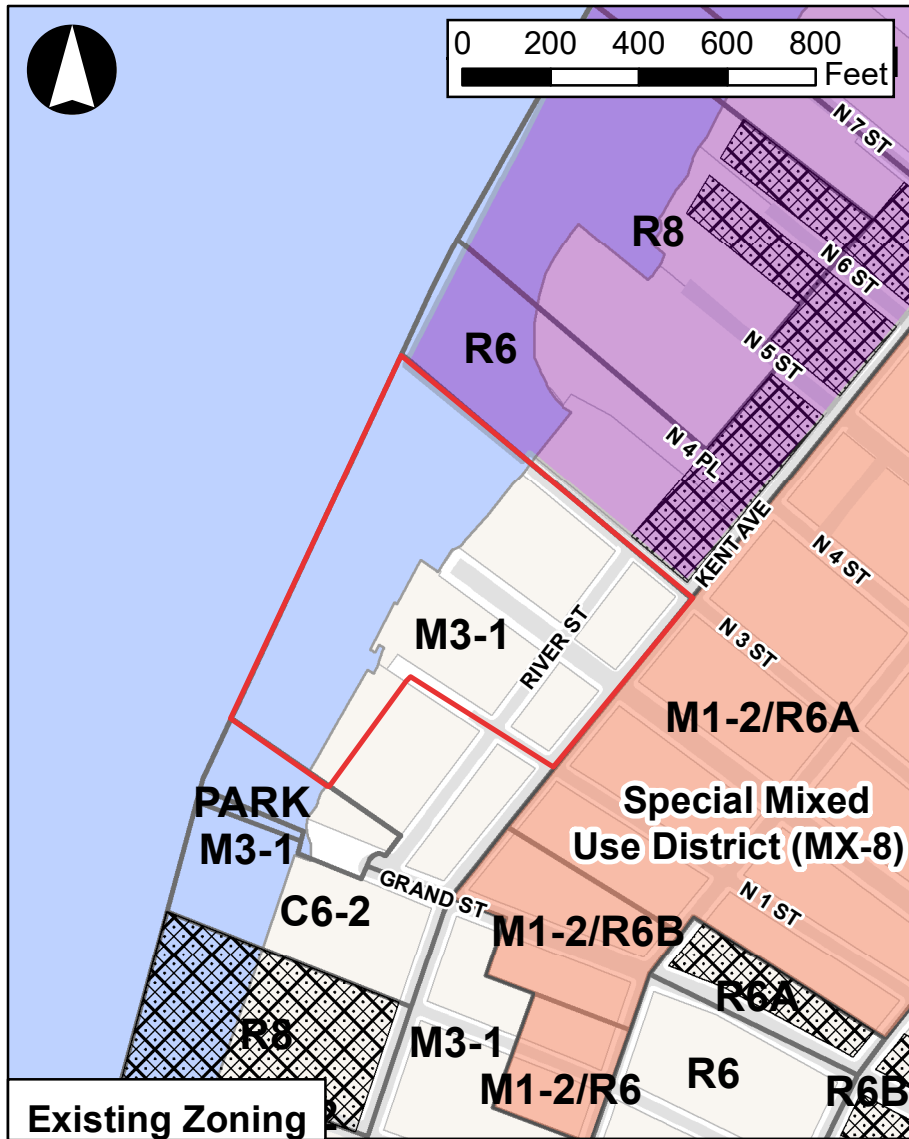 0 200 400 600 800
Feet
N 7 ST
R8
N 6 ST
R6
N 5 ST
N 4 PL
KENT AVE
N 4 ST
M3-1
RIVER ST
N 3 ST
M1-2/R6A
PARK
M3-1
Special Mixed
Use District (MX-8)
GRAND ST
C6-2
N 1 ST
M1-2/R6B
R6A
R8
M3-1
M1-2/R6
R6
R6B
Existing Zoning